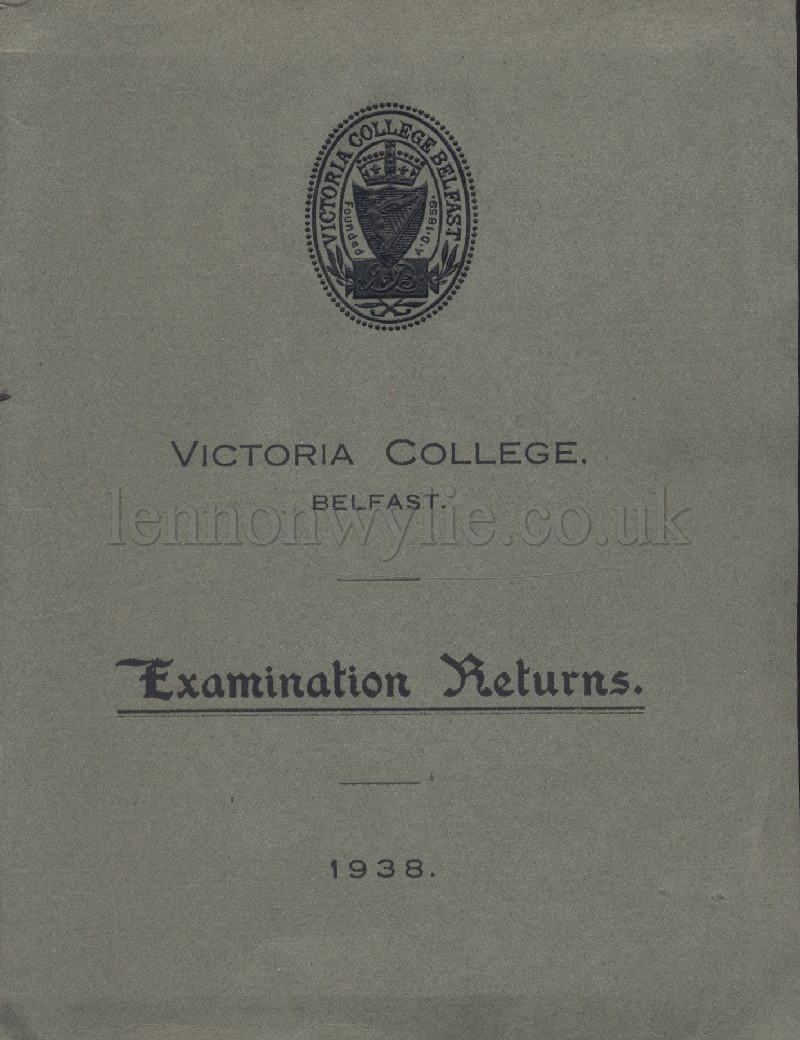 VICTORIA COLLEGE BELFAST
Founded A·D·1859·
VICTORIA COLLEGE,
BELFAST.
lennonwylie.co.uk
Examination Returns.
1938.